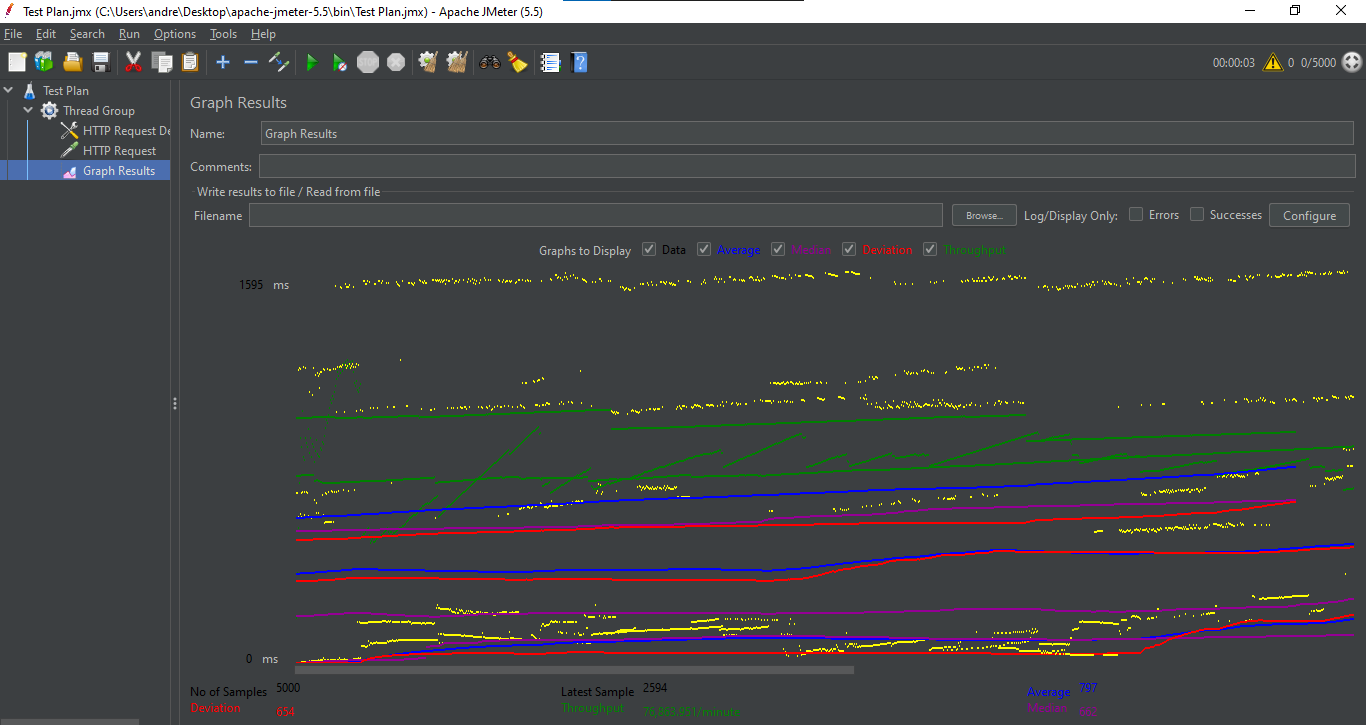 Test Plan.jmx (C:\Users\andre\Desktop\apache-jmeter-5.5\bin\Test Plan.jmx) - Apache JMeter (5.5)
File Edit Search Run Options Tools Help
STOP 00:00:03 0 0/5000
Test Plan
Thread Group
HTTP Request De
HTTP Request
Graph Results
Graph Results
Name: Graph Results
Comments:
Write results to file / Read from file
Filename Browse... Log/Display Only: Errors Successes Configure
Graphs to Display Data Average Median Deviation Throughput
1595 ms
0 ms
No of Samples 5000 Latest Sample 2594 Average 797
Deviation 654 Throughput 76,863,951/minute Median